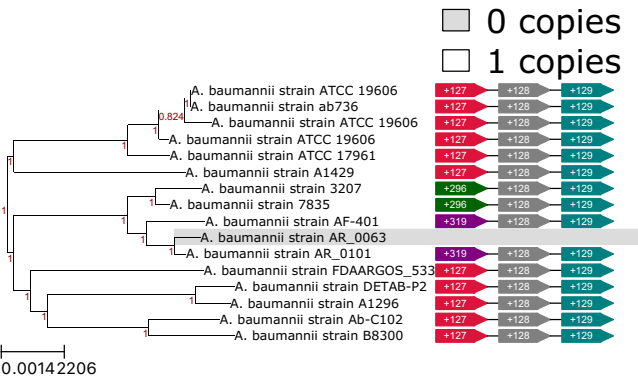 0 copies
1 copies
A. baumannii strain ATCC 19606 +127 +128 +129
A. baumannii strain ab736 +127 +128 +129
1
0.824 A. baumannii strain ATCC 19606 +127 +128 +129
1 A. baumannii strain ATCC 19606 +127 +128 +129
1 A. baumannii strain ATCC 17961 +127 +128 +129
1 A. baumannii strain A1429 +127 +128 +129
A. baumannii strain 3207 +296 +128 +129
1 1 A. baumannii strain 7835 +296 +128 +129
1 A. baumannii strain AF-401 +319 +128 +129
1 A. baumannii strain AR_0063
1 1 A. baumannii strain AR_0101 +319 +128 +129
A. baumannii strain FDAARGOS_533 +127 +128 +129
A. baumannii strain DETAB-P2 +127 +128 +129
1 1 A. baumannii strain A1296 +127 +128 +129
1 A. baumannii strain Ab-C102 +127 +128 +129
1 A. baumannii strain B8300 +127 +128 +129
0.00142206